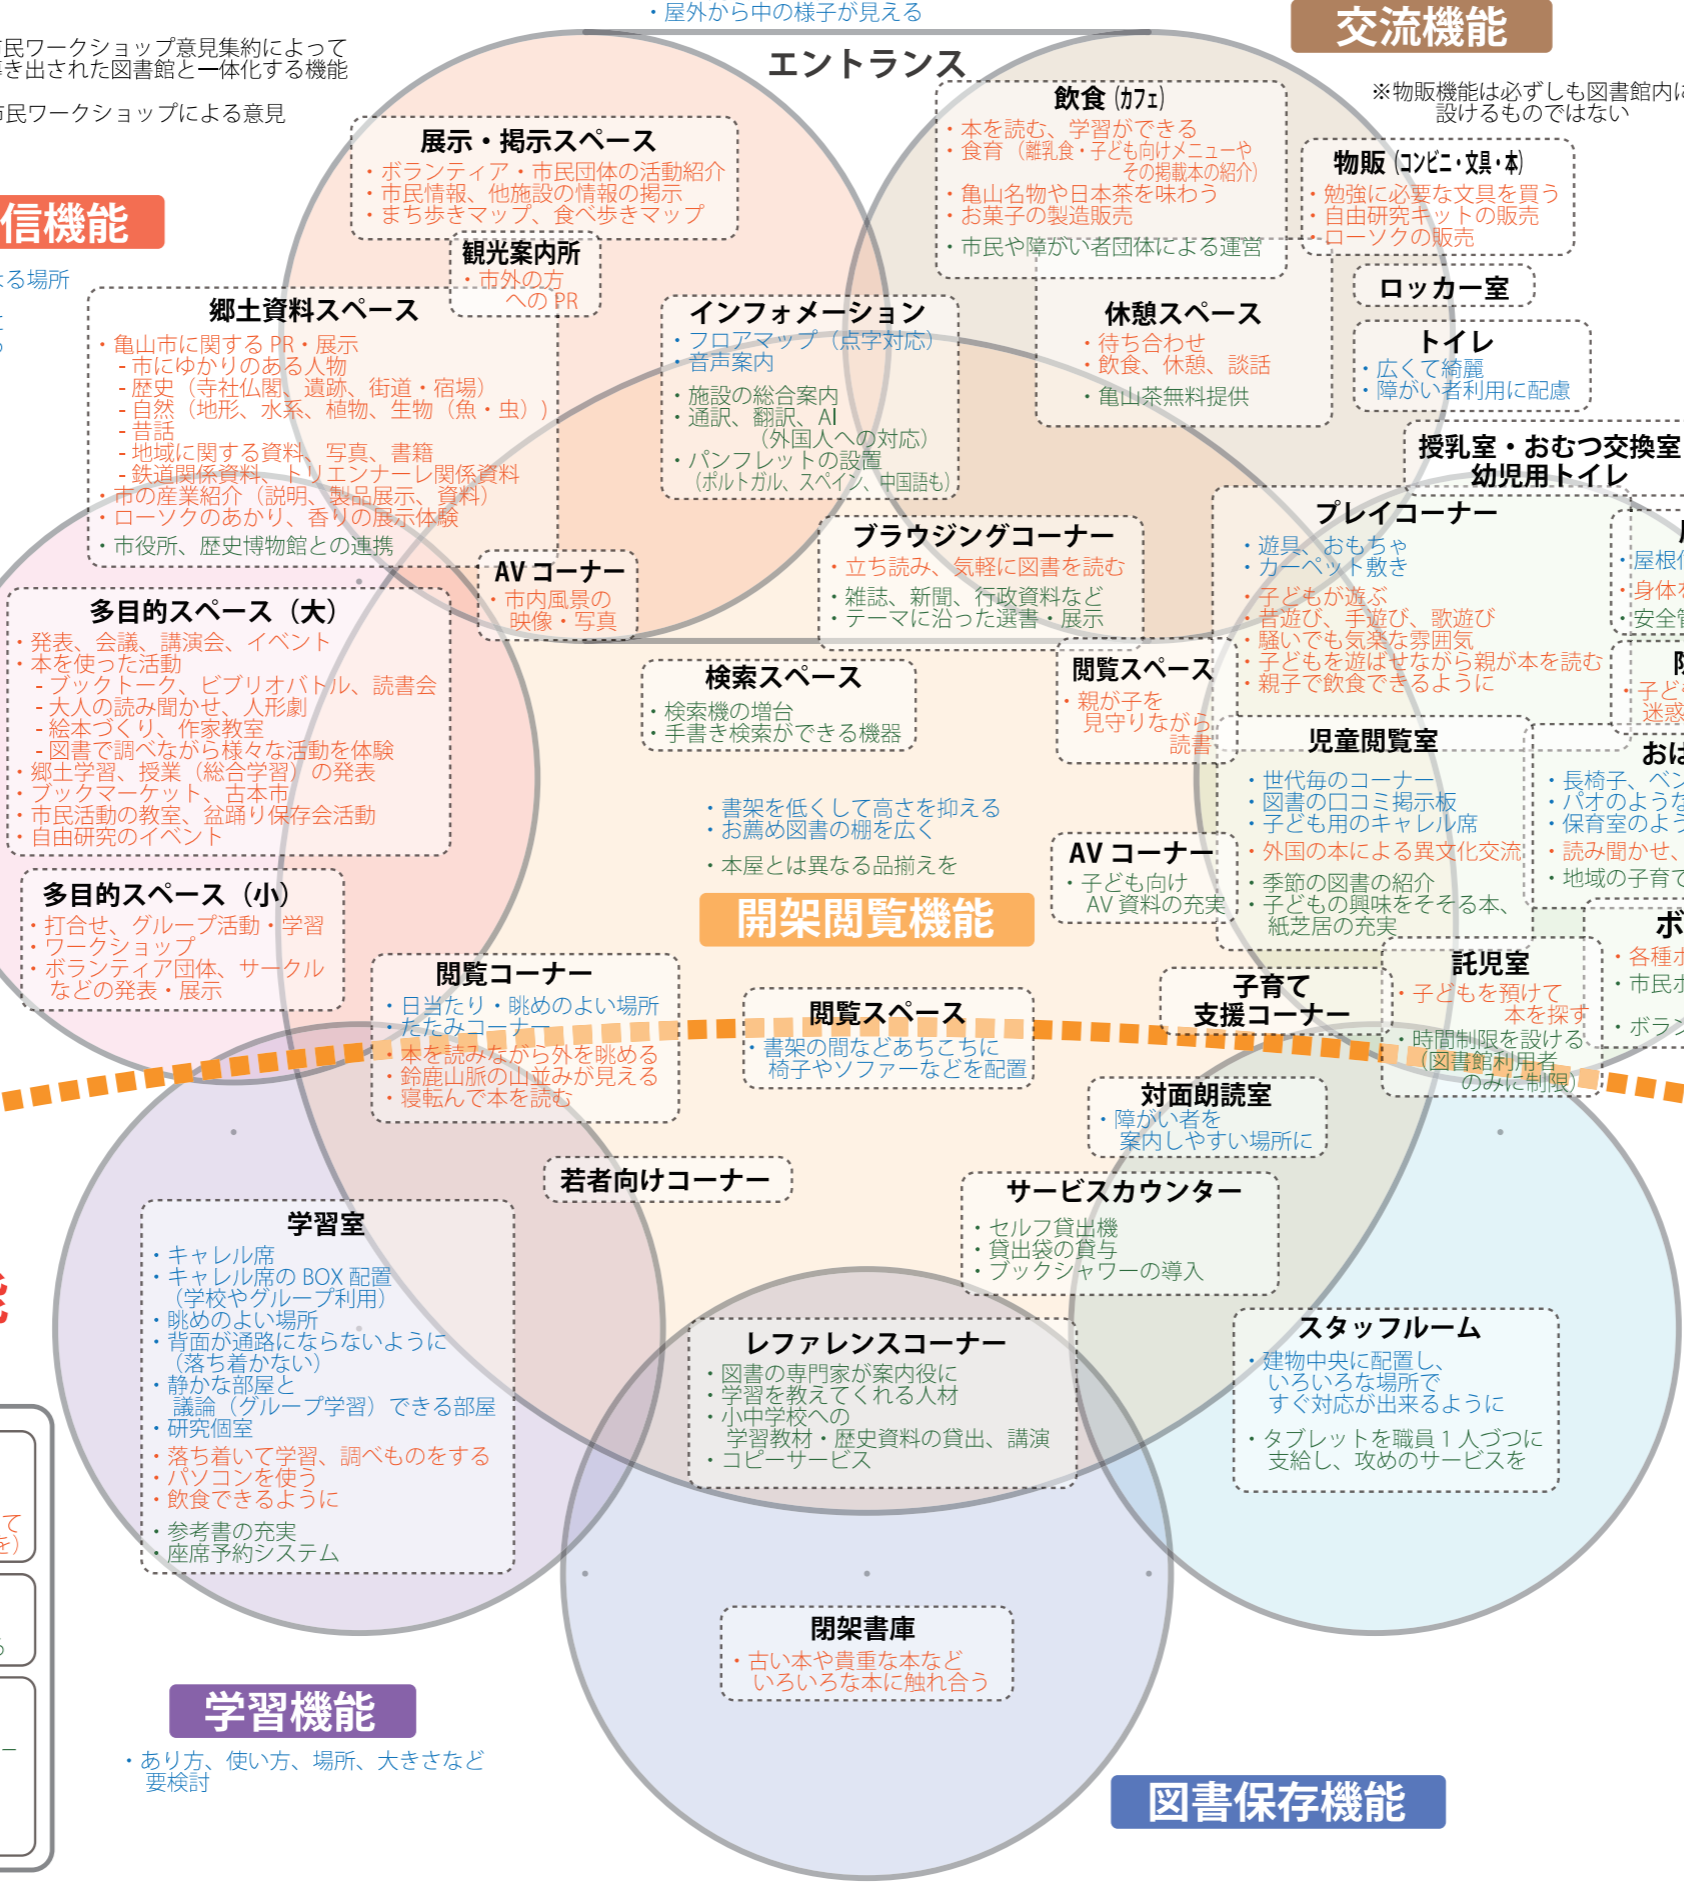 ・屋外から中の様子が見える
交流機能
民ワークショップ意見集約によって
き出された図書館と一体化する機能
市民ワークショップによる意見
エントランス
※物販機能は必ずしも図書館内に
設けるものではない
信機能
る場所
展示・掲示スペース
・ボランティア・市民団体の活動紹介
・市民情報、他施設の情報の掲示
・まち歩きマップ、食べ歩きマップ
観光案内所
・市外の方
へのPR
飲食（カフェ）
・本を読む、学習ができる
・食育（離乳食・子ども向けメニューや
その掲載本の紹介）
・亀山名物や日本茶を味わう
・お菓子の製造販売
・市民や障がい者団体による運営
物販（コンビニ・文具・本）
・勉強に必要な文具を買う
・自由研究キットの販売
・ローソクの販売
ロッカー室
トイレ
・広くて綺麗
・障がい者利用に配慮
休憩スペース
・待ち合わせ
・飲食、休憩、談話
・亀山茶無料提供
郷土資料スペース
・亀山市に関するPR・展示
- 市にゆかりのある人物
- 歴史（寺社仏閣、遺跡、街道・宿場）
- 自然（地形、水系、植物、生物（魚・虫））
- 昔話
- 地域に関する資料、写真、書籍
- 鉄道関係資料、トリエンナーレ関係資料
・市の産業紹介（説明、製品展示、資料）
・ローソクのあかり、香りの展示体験
・市役所、歴史博物館との連携
インフォメーション
・フロアマップ（点字対応）
・音声案内
・施設の総合案内
・通訳、翻訳、AI
（外国人への対応）
・パンフレットの設置
（ポルトガル、スペイン、中国語も）
授乳室・おむつ交換室
幼児用トイレ
プレイコーナー
・遊具、おもちゃ
・カーペット敷き
・子どもが遊ぶ
・昔遊び、手遊び、歌遊び
・騒いでも気楽な雰囲気
・子どもを遊ばせながら親が本を読む
・親子で飲食できるように
・屋根
・身体
・安全
・子ど
迷惑
ブラウジングコーナー
・立ち読み、気軽に図書を読む
・雑誌、新聞、行政資料など
・テーマに沿った選書・展示
AVコーナー
・市内風景の
映像・写真
多目的スペース（大）
・発表、会議、講演会、イベント
・本を使った活動
- ブックトーク、ビブリオバトル、読書会
- 大人の読み聞かせ、人形劇
- 絵本づくり、作家教室
- 図書で調べながら様々な活動を体験
・郷土学習、授業（総合学習）の発表
・ブックマーケット、古本市
・市民活動の教室、盆踊り保存会活動
・自由研究のイベント
検索スペース
・検索機の増台
・手書き検索ができる機器
閲覧スペース
・親が子を
見守りながら
読書
児童閲覧室
・世代毎のコーナー
・図書の口コミ掲示板
・子ども用のキャレル席
・外国の本による異文化交流
・季節の図書の紹介
・子どもの興味をそそる本、
紙芝居の充実
おは
・長椅子、ベン
・パオのような
・保育室のよう
・読み聞かせ、
・地域の子育て
・書架を低くして高さを抑える
・お薦め図書の棚を広く
・本屋とは異なる品揃えを
開架閲覧機能
AVコーナー
・子ども向け
AV資料の充実
多目的スペース（小）
・打合せ、グループ活動・学習
・ワークショップ
・ボランティア団体、サークル
などの発表・展示
ボ
・各種ボ
・市民ボ
・ボラン
託児室
・子どもを預けて
本を探す
・時間制限を設ける
（図書館利用者
のみに制限）
子育て
支援コーナー
閲覧コーナー
・日当たり・眺めのよい場所
・たたみコーナー
・本を読みながら外を眺める
・鈴鹿山脈の山並みが見える
・寝転んで本を読む
閲覧スペース
・書架の間などあちこちに
椅子やソファーなどを配置
対面朗読室
・障がい者を
案内しやすい場所に
若者向けコーナー
サービスカウンター
・セルフ貸出機
・貸出袋の貸与
・ブックシャワーの導入
学習室
・キャレル席
・キャレル席のBOX配置
（学校やグループ利用）
・眺めのよい場所
・背面が通路にならないように
（落ち着かない）
・静かな部屋と
議論（グループ学習）できる部屋
・研究個室
・落ち着いて学習、調べものをする
・パソコンを使う
・飲食できるように
・参考書の充実
・座席予約システム
能
て
を）
る
ー
レファレンスコーナー
・図書の専門家が案内役に
・学習を教えてくれる人材
・小中学校への
学習教材・歴史資料の貸出、講演
・コピーサービス
スタッフルーム
・建物中央に配置し、
いろいろな場所で
すぐ対応が出来るように
・タブレットを職員1人づつに
支給し、攻めのサービスを
閉架書庫
・古い本や貴重な本など
いろいろな本に触れ合う
学習機能
・あり方、使い方、場所、大きさなど
要検討
図書保存機能